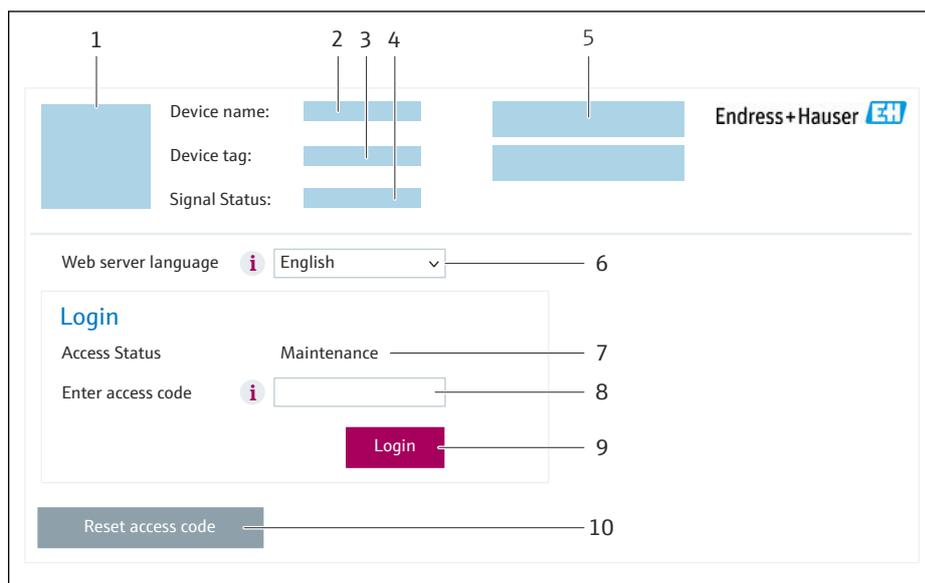 1 2 3 4 5
Device name:
Endress+Hauser EH
Device tag:
Signal Status:
Web server language i English 6
Login
Access Status Maintenance 7
Enter access code i 8
Login 9
Reset access code 10